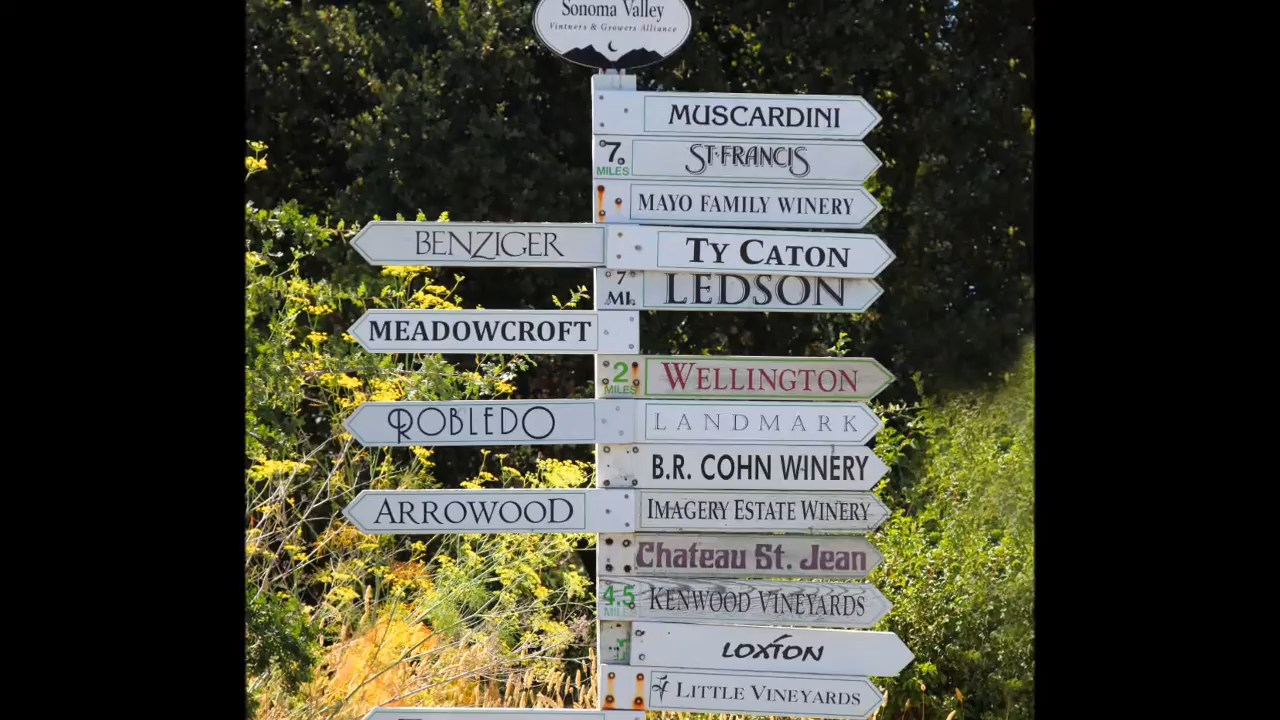 Sonoma Valley
Vintners & Growers Alliance
MUSCARDINI
7 MILES ST. FRANCIS
MAYO FAMILY WINERY
BENZIGER
TY CATON
7 MI. LEDSON
MEADOWCROFT
2 MILES WELLINGTON
ROBLEDO
LANDMARK
B.R. COHN WINERY
ARROWOOD
IMAGERY ESTATE WINERY
Chateau St. Jean
4.5 MILES KENWOOD VINEYARDS
LOXTON
LITTLE VINEYARDS